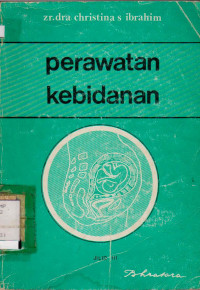 zr.dra christina s ibrahim
perawatan
kebidanan
Bhratara